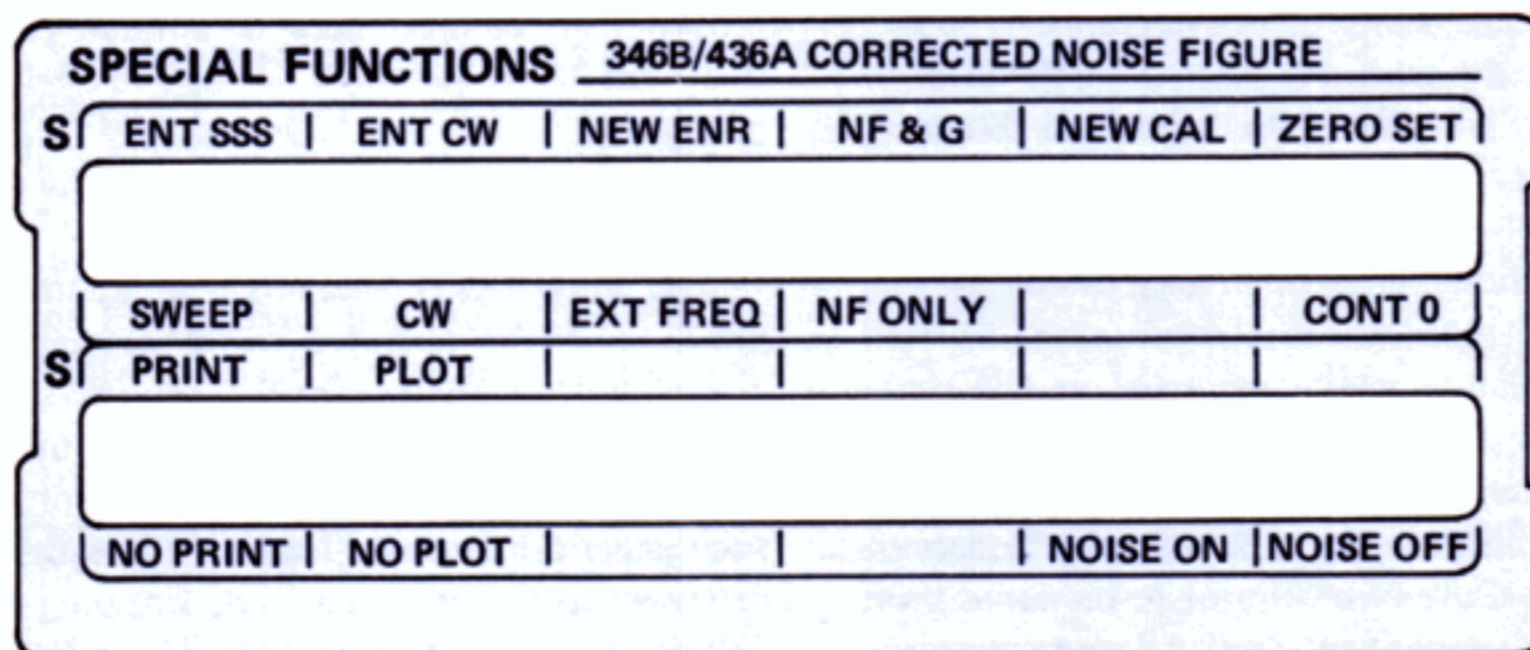 SPECIAL FUNCTIONS 346B/436A CORRECTED NOISE FIGURE
S ENT SSS | ENT CW | NEW ENR | NF & G | NEW CAL | ZERO SET
SWEEP | CW | EXT FREQ | NF ONLY | | CONT 0
S PRINT | PLOT | | | |
NO PRINT | NO PLOT | | | NOISE ON | NOISE OFF